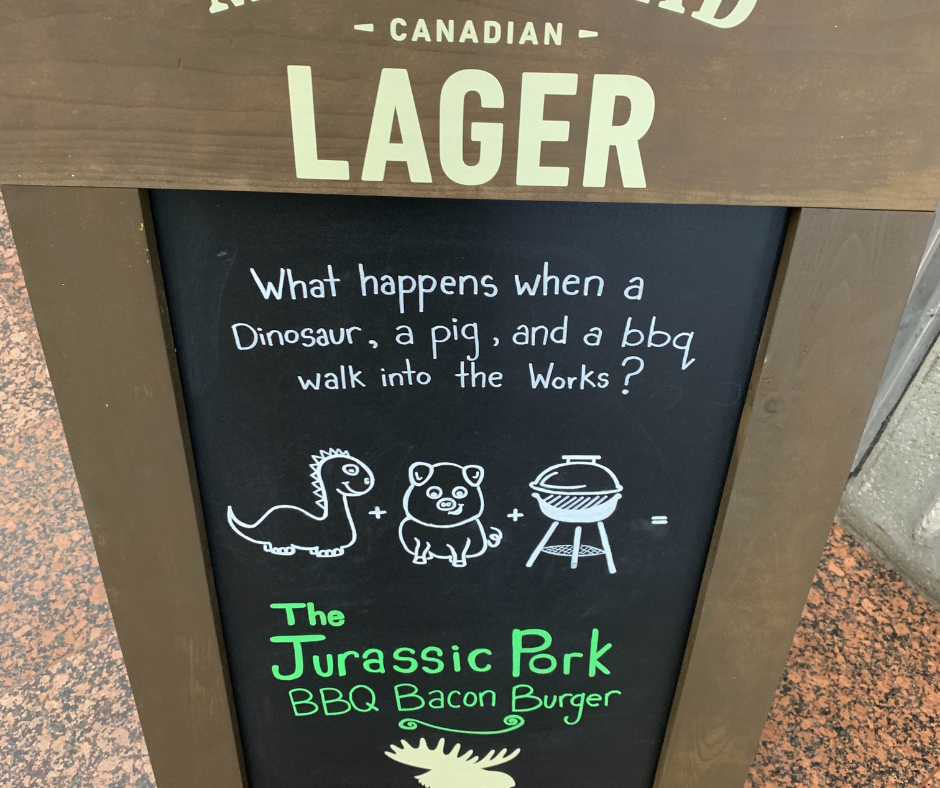 - CANADIAN -
LAGER
What happens when a
Dinosaur, a pig, and a bbq
walk into the Works?
+ + =
The
Jurassic Pork
BBQ Bacon Burger